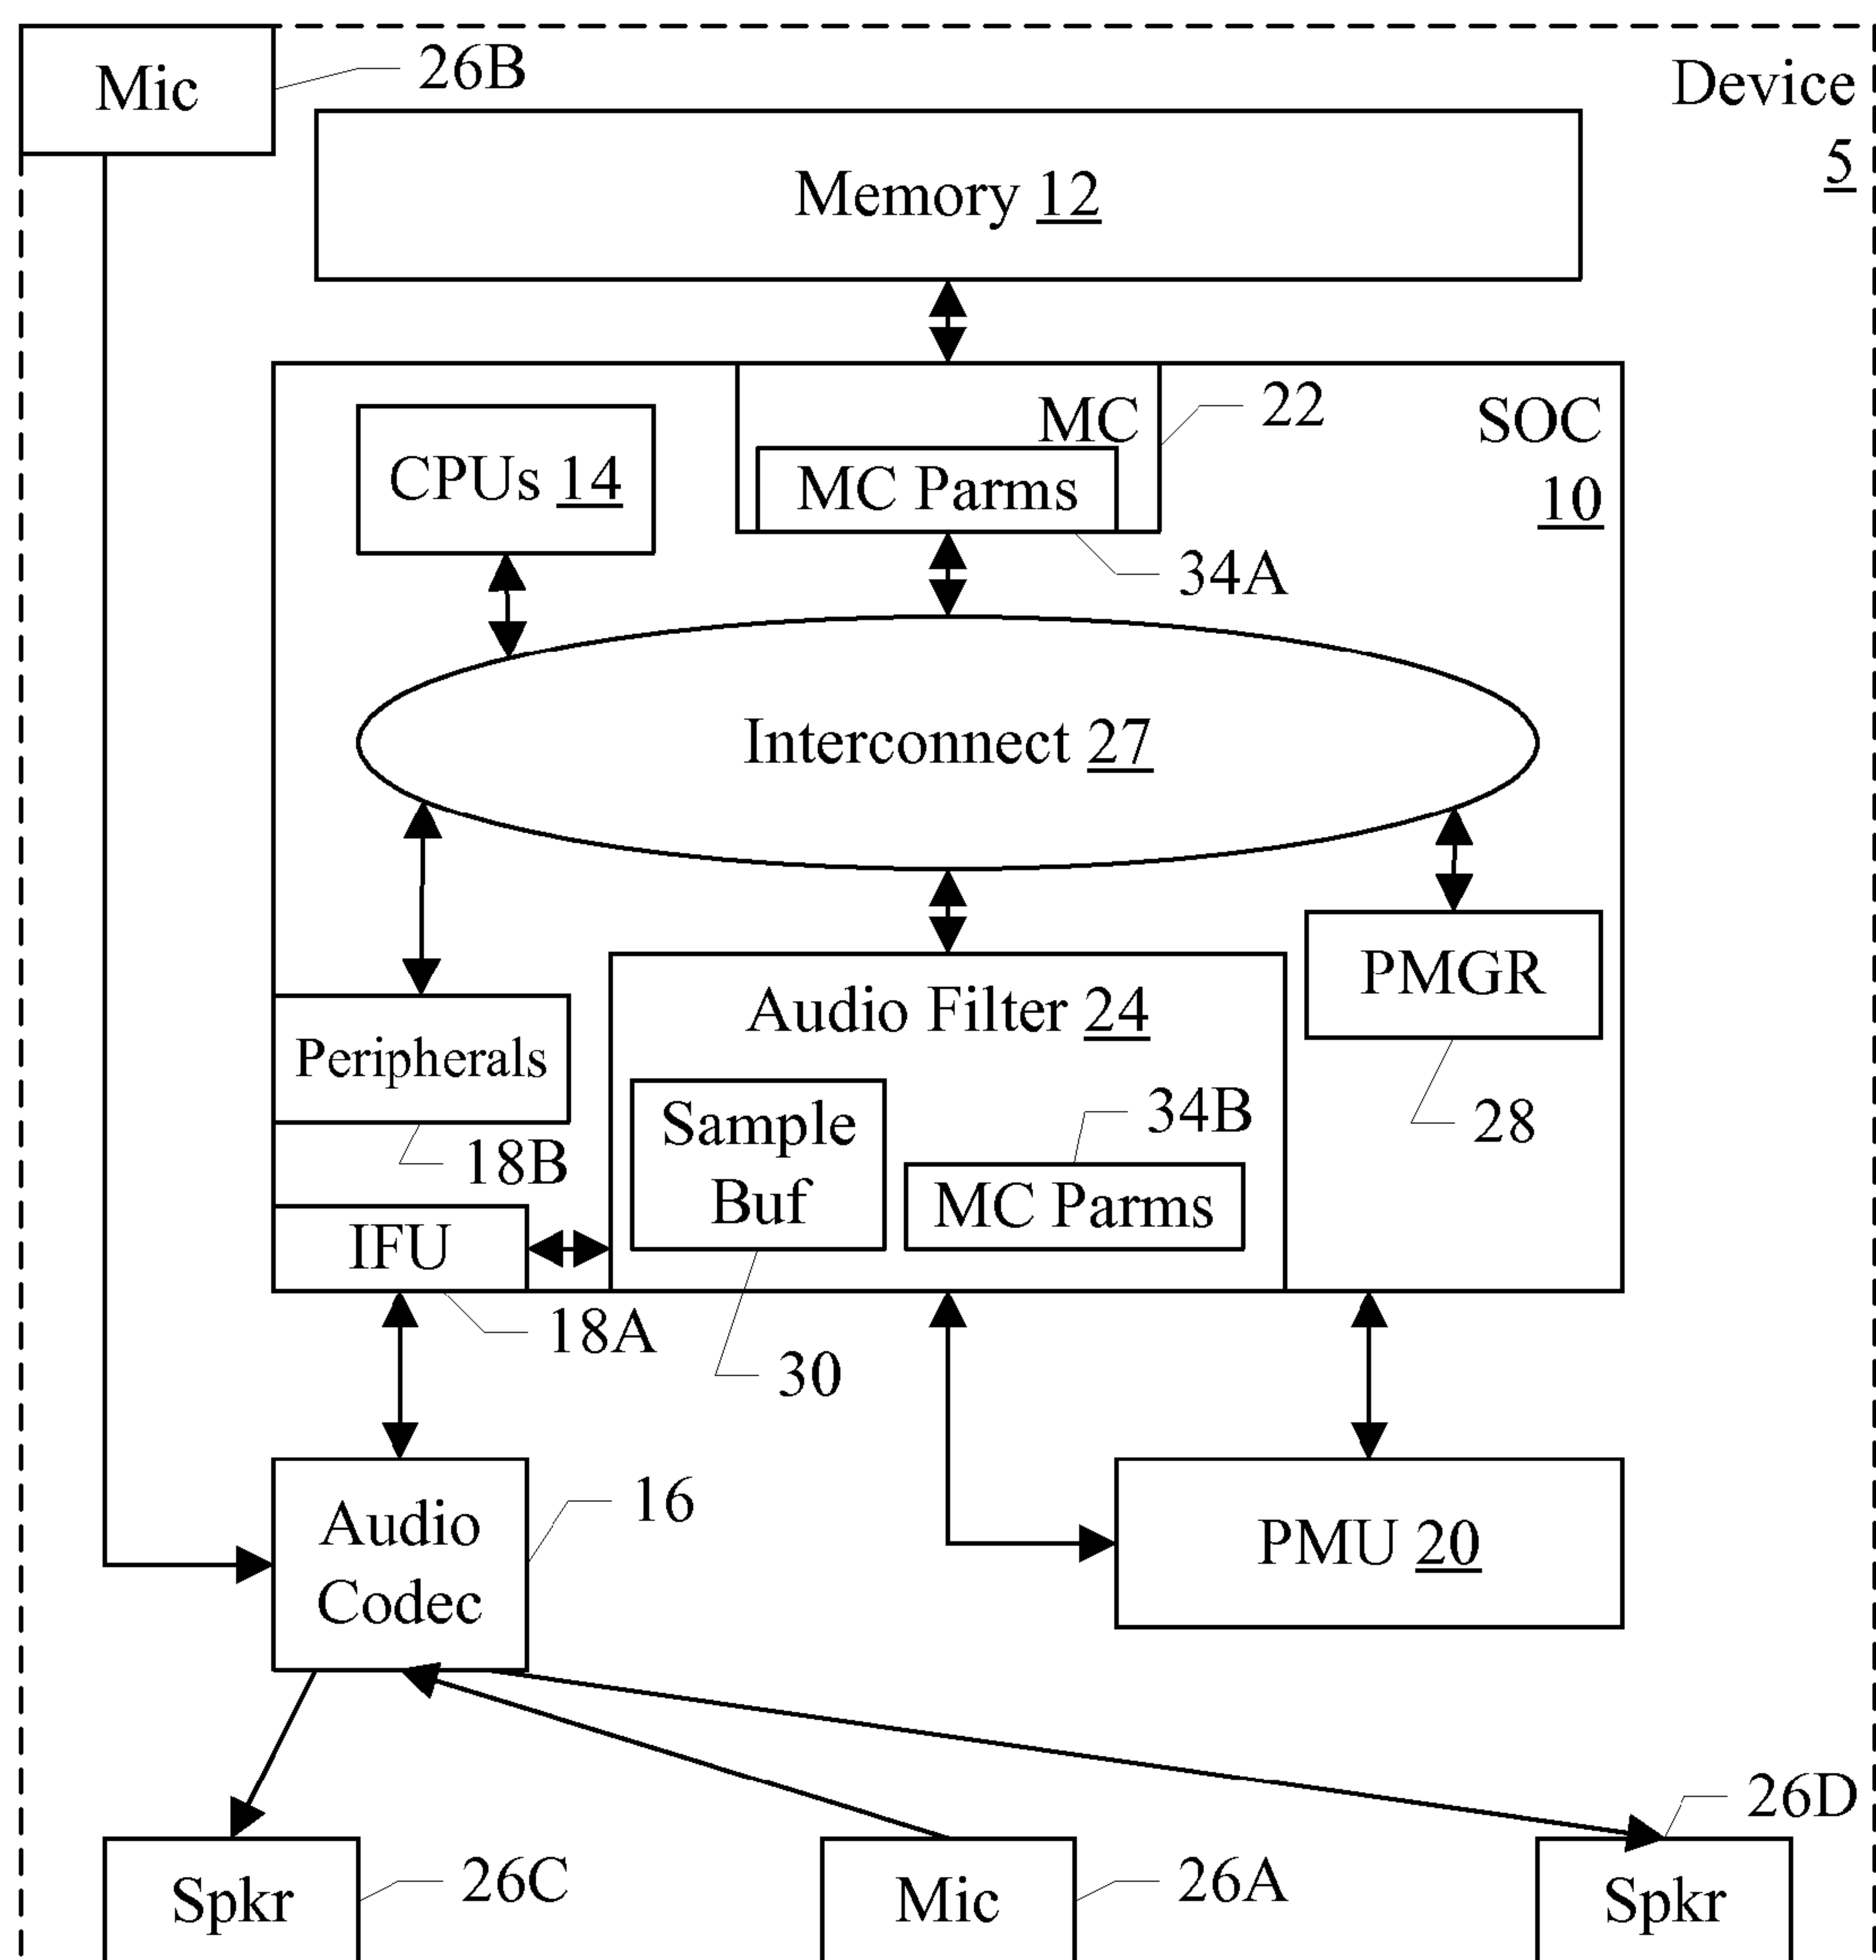 Mic
26B
Device
5
Memory 12
MC
22
SOC
10
CPUs 14
MC Parms
34A
Interconnect 27
PMGR
28
Audio Filter 24
Peripherals
18B
Sample
Buf
34B
MC Parms
IFU
18A
30
Audio
Codec
16
PMU 20
26D
Spkr
26C
Mic
26A
Spkr